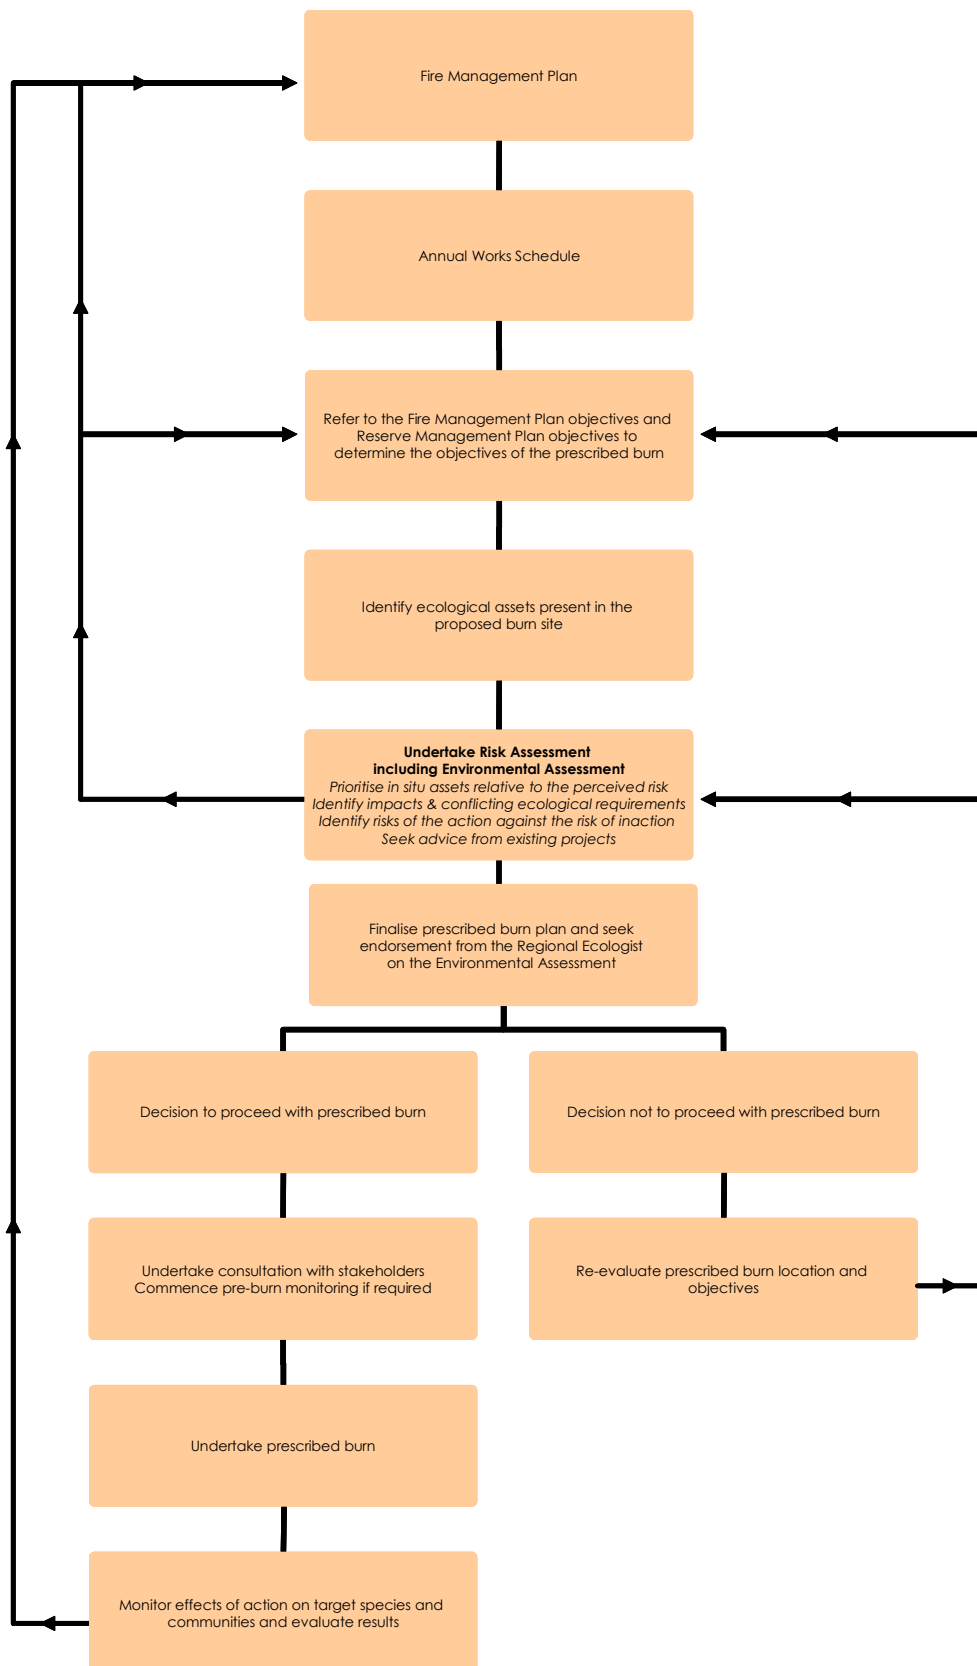 Fire Management Plan
Annual Works Schedule
Refer to the Fire Management Plan objectives and
Reserve Management Plan objectives to
determine the objectives of the prescribed burn
Identify ecological assets present in the
proposed burn site
Undertake Risk Assessment
including Environmental Assessment
Prioritise in situ assets relative to the perceived risk
Identify impacts & conflicting ecological requirements
Identify risks of the action against the risk of inaction
Seek advice from existing projects
Finalise prescribed burn plan and seek
endorsement from the Regional Ecologist
on the Environmental Assessment
Decision to proceed with prescribed burn
Decision not to proceed with prescribed burn
Undertake consultation with stakeholders
Commence pre-burn monitoring if required
Re-evaluate prescribed burn location and
objectives
Undertake prescribed burn
Monitor effects of action on target species and
communities and evaluate results